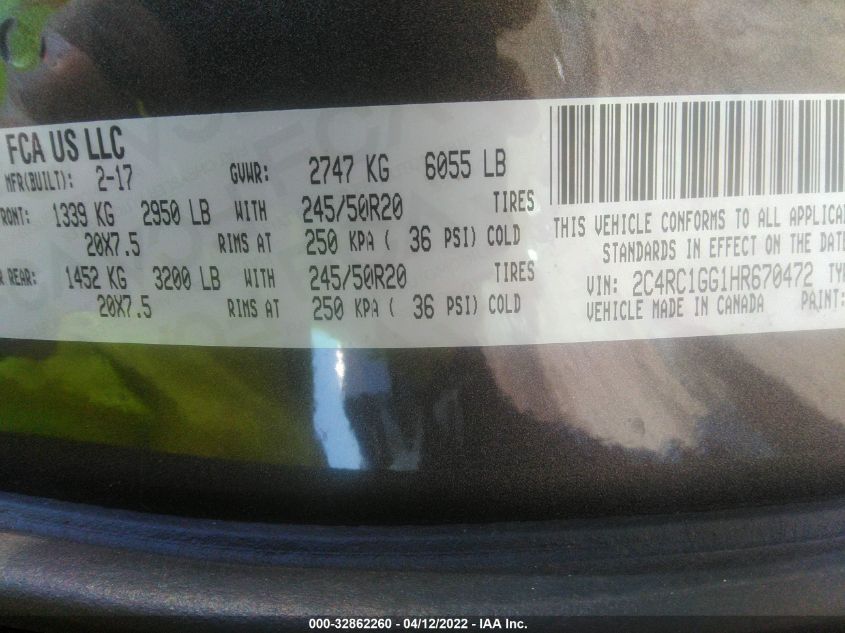 FCA US LLC
MFR(BUILT): 2-17 GVWR: 2747 KG 6055 LB
FRONT: 1339 KG 2950 LB WITH 245/50R20 TIRES
20X7.5 RIMS AT 250 KPA ( 36 PSI) COLD
REAR: 1452 KG 3200 LB WITH 245/50R20 TIRES
20X7.5 RIMS AT 250 KPA ( 36 PSI) COLD
THIS VEHICLE CONFORMS TO ALL APPLICA
STANDARDS IN EFFECT ON THE DATE
VIN: 2C4RC1GG1HR670472 TY
VEHICLE MADE IN CANADA PAINT:
000-32862260 - 04/12/2022 - IAA Inc.